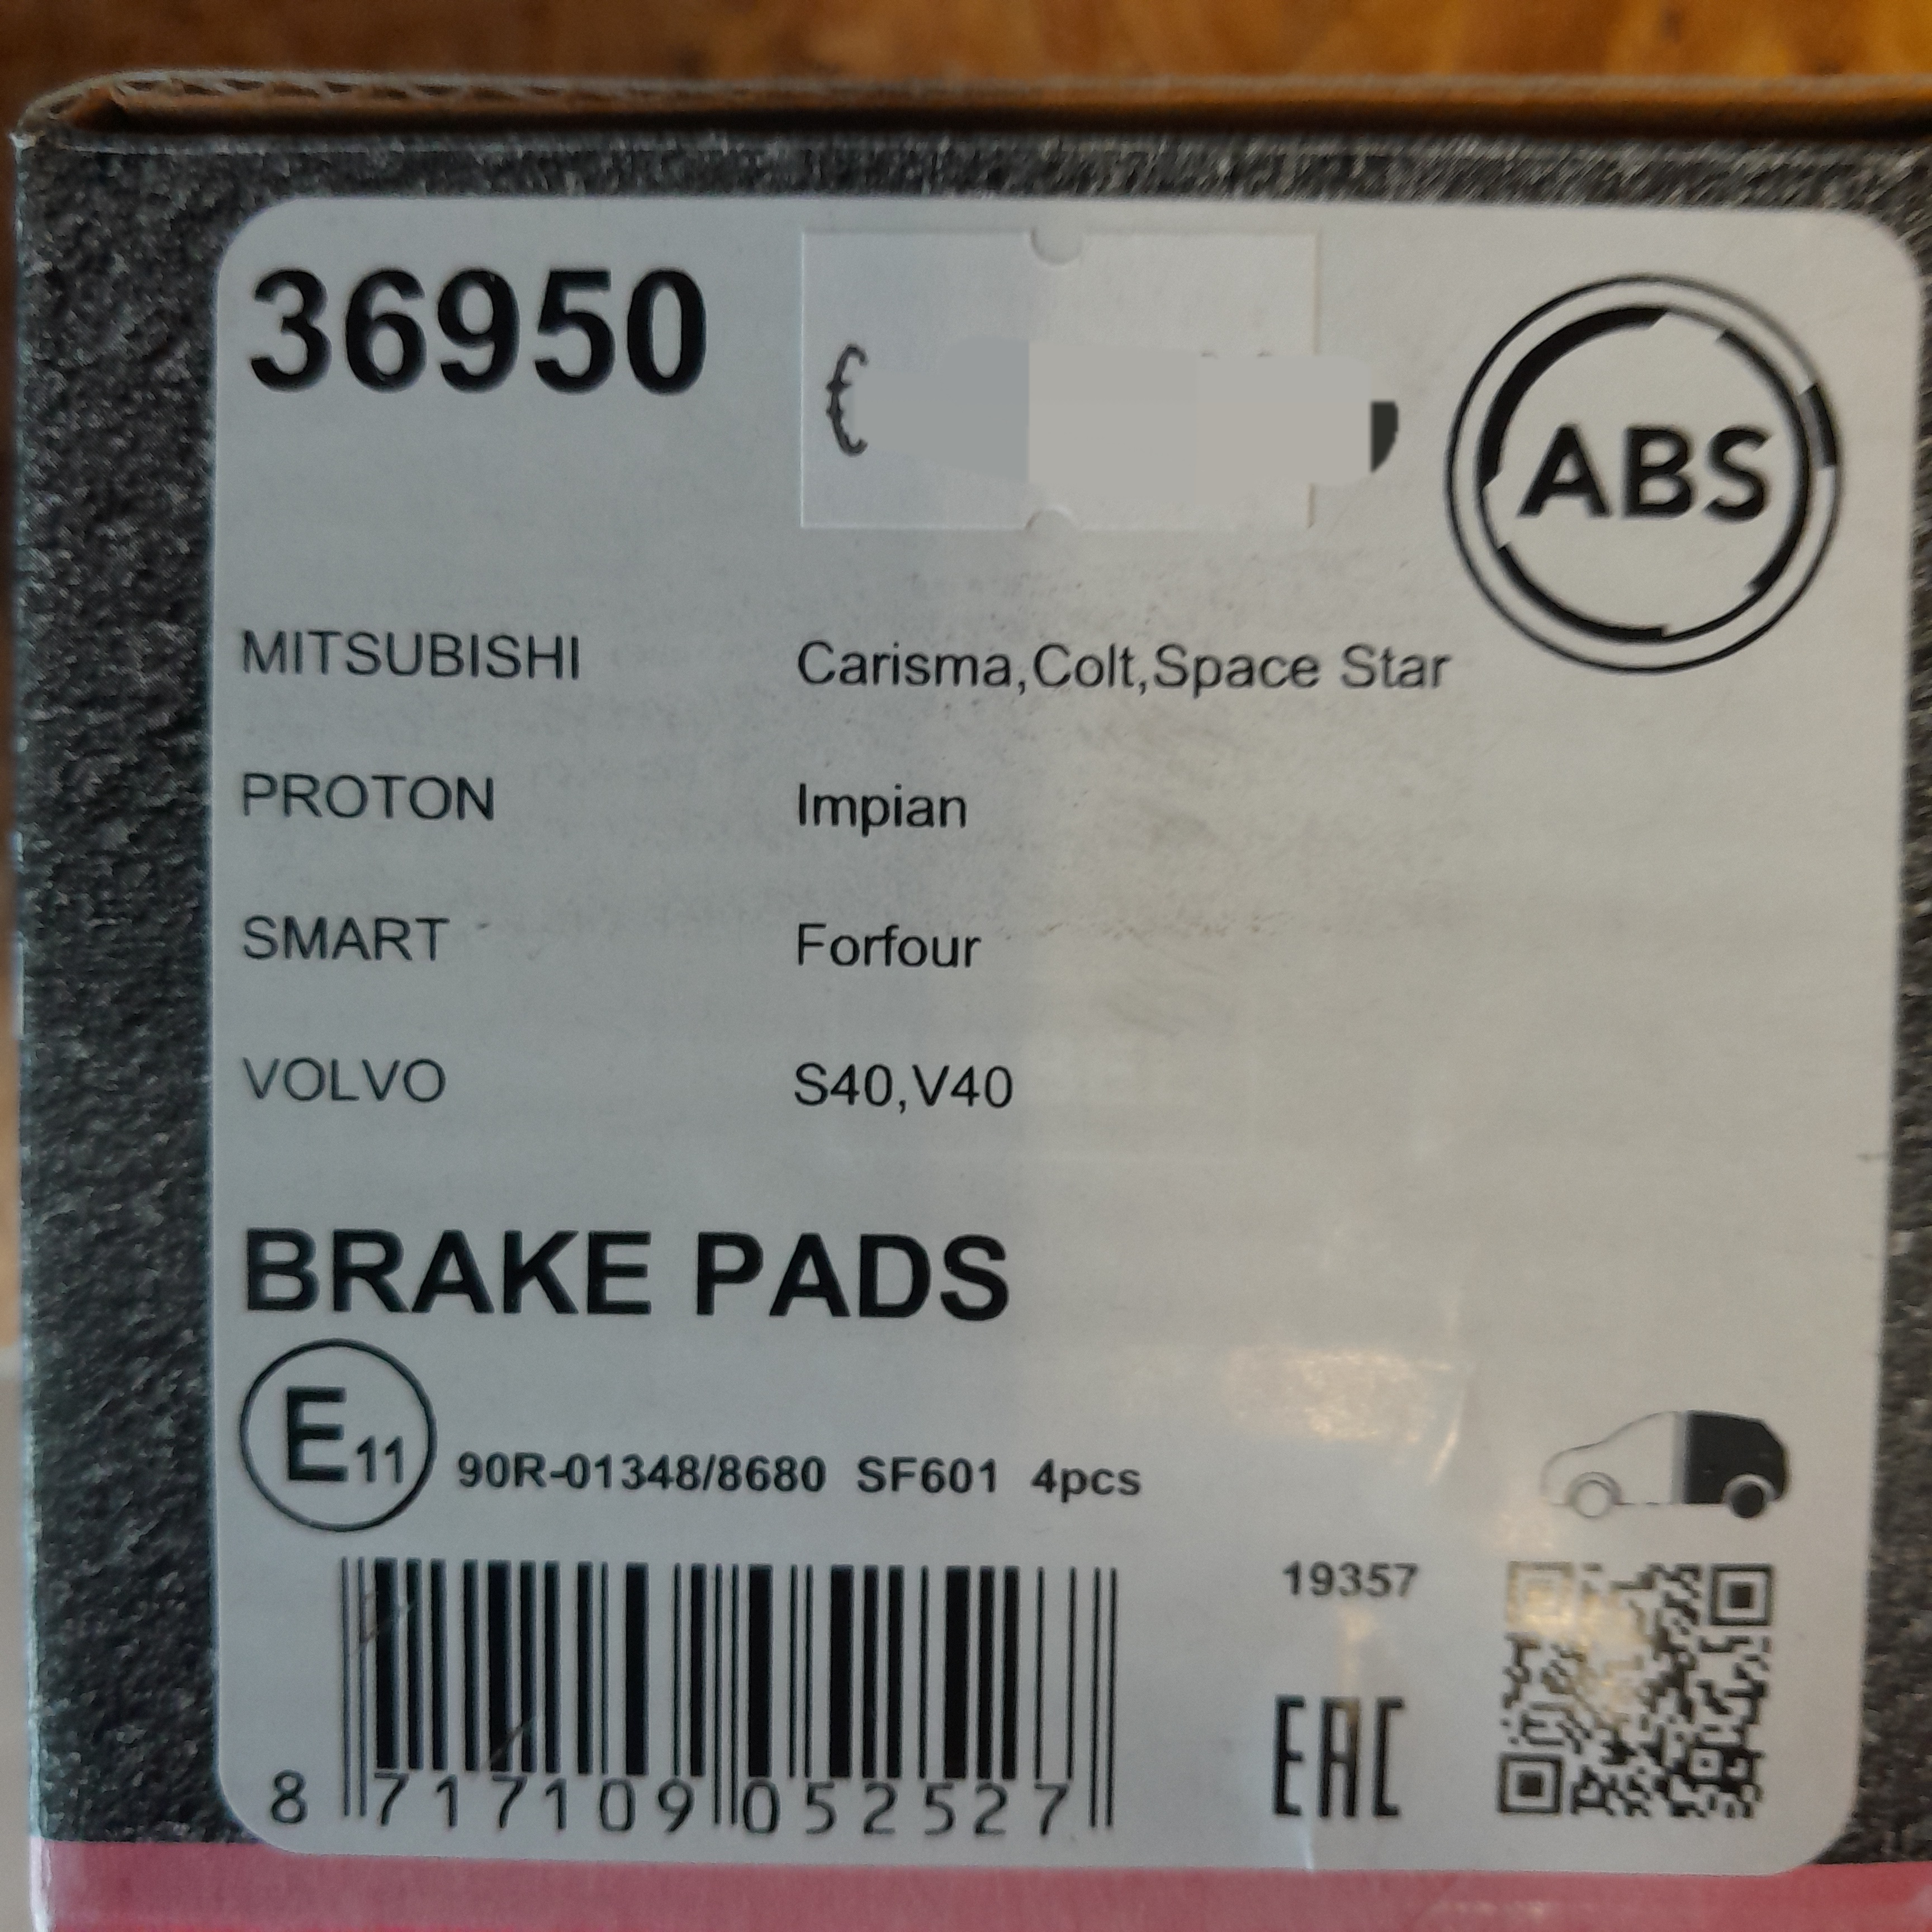 36950
€
ABS
MITSUBISHI Carisma,Colt,Space Star
PROTON Impian
SMART Forfour
VOLVO S40,V40
BRAKE PADS
E11 90R-01348/8680 SF601 4pcs
19357
EAC
8 717109 052527